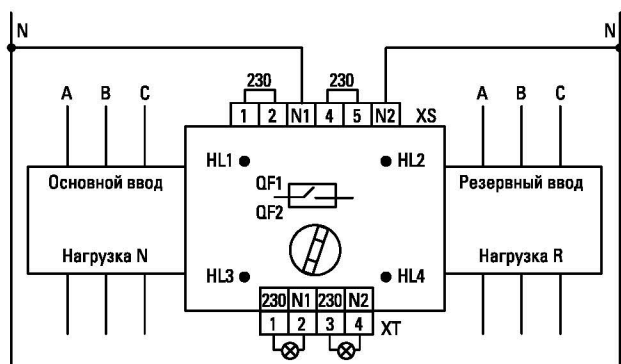 N N
230 230
A B C A B C
1 2 N1 4 5 N2 XS
HL1 HL2
Основной ввод QF1 Резервный ввод
QF2
Нагрузка N Нагрузка R
HL3 HL4
230 N1 230 N2
1 2 3 4 XT